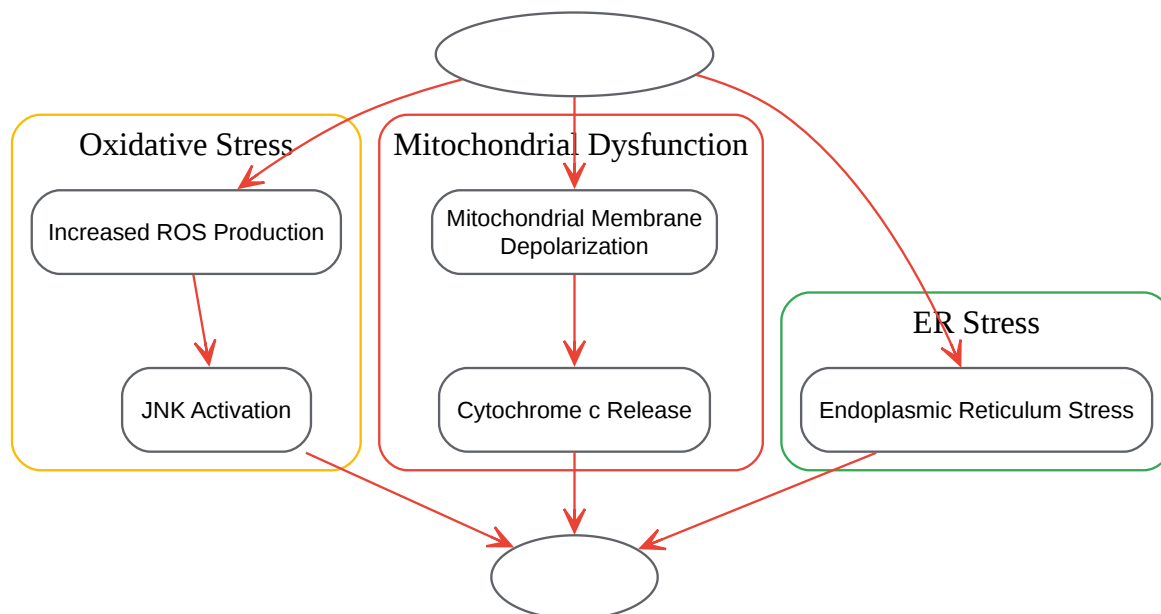 Oxidative Stress
Increased ROS Production
JNK Activation
Mitochondrial Dysfunction
Mitochondrial Membrane
Depolarization
Cytochrome c Release
ER Stress
Endoplasmic Reticulum Stress